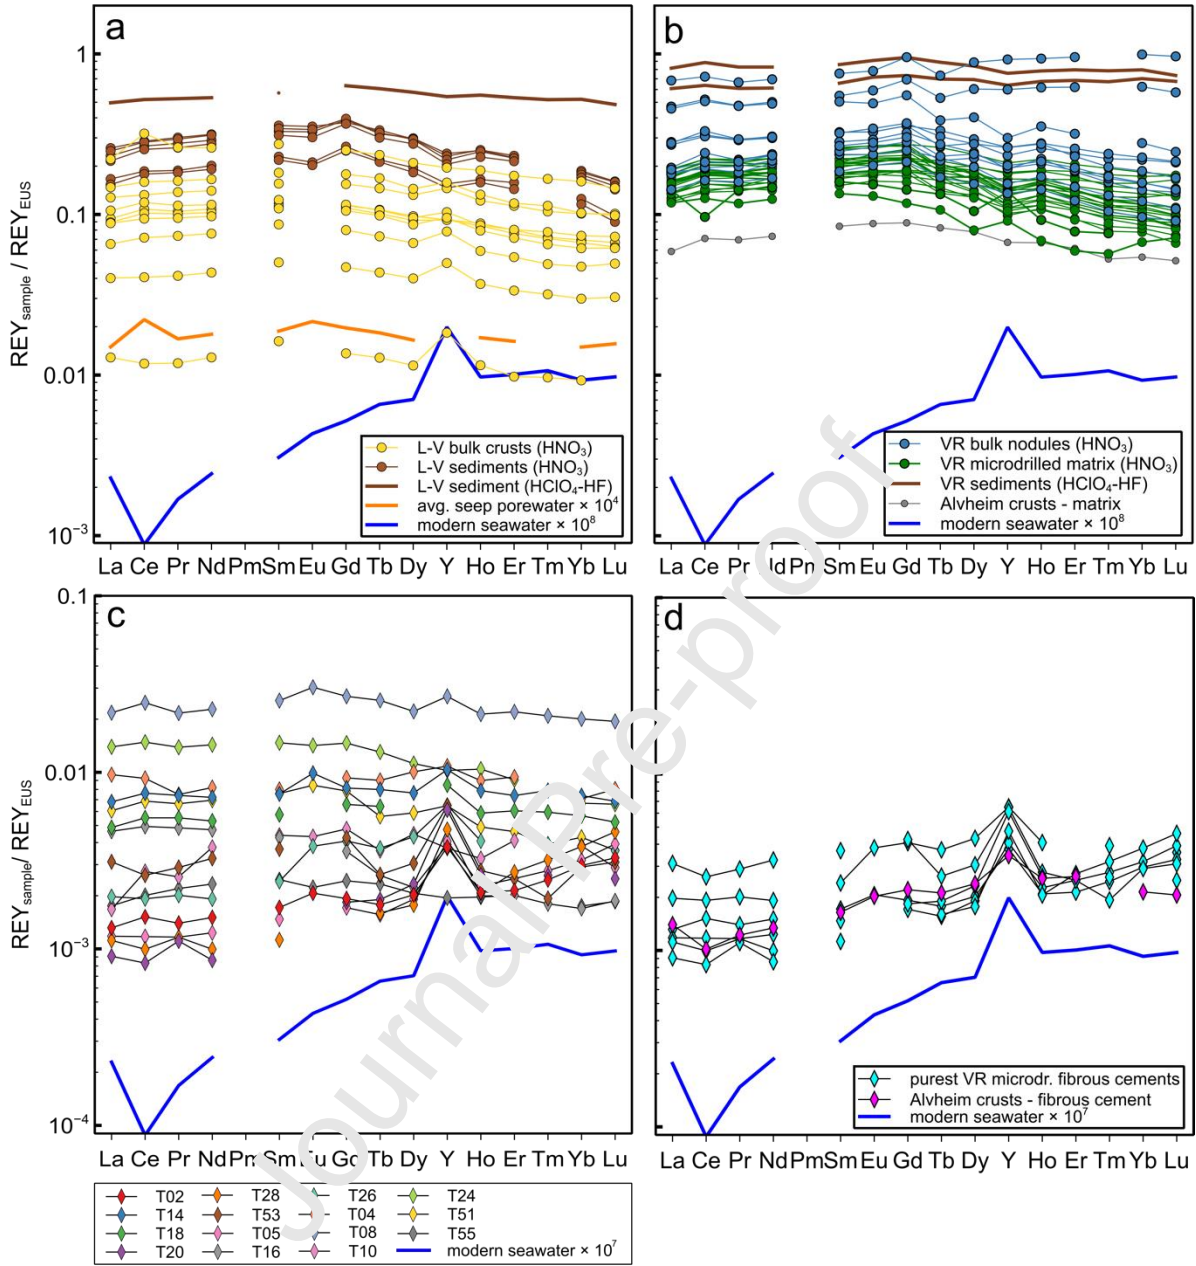 a
1
0.1
0.01
10⁻³
REY_sample / REY_EUS
L-V bulk crusts (HNO₃)
L-V sediments (HNO₃)
L-V sediment (HClO₄-HF)
avg. seep porewater × 10⁴
modern seawater × 10⁸
La Ce Pr Nd Pm Sm Eu Gd Tb Dy Y Ho Er Tm Yb Lu
b
VR bulk nodules (HNO₃)
VR microdrilled matrix (HNO₃)
VR sediments (HClO₄-HF)
Alvheim crusts - matrix
modern seawater × 10⁸
La Ce Pr Nd Pm Sm Eu Gd Tb Dy Y Ho Er Tm Yb Lu
c
0.1
0.01
10⁻³
10⁻⁴
REY_sample/ REY_EUS
La Ce Pr Nd Pm Sm Eu Gd Tb Dy Y Ho Er Tm Yb Lu
T02 T28 T26 T24
T14 T53 T04 T51
T18 T05 T08 T55
T20 T16 T10 modern seawater × 10⁷
d
purest VR microdr. fibrous cements
Alvheim crusts - fibrous cement
modern seawater × 10⁷
La Ce Pr Nd Pm Sm Eu Gd Tb Dy Y Ho Er Tm Yb Lu
Journal Pre-proof